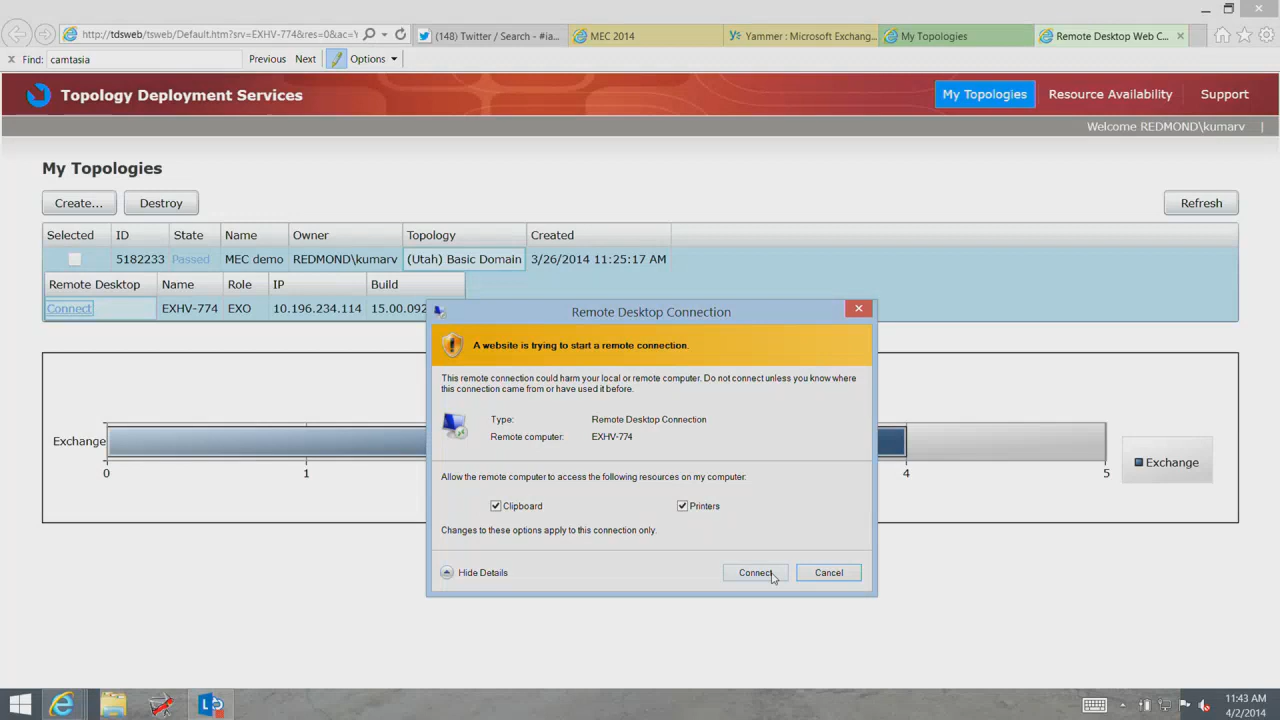 http://tdsweb/tsweb/Default.htm?srv=EXHV-774&res=0&ac=Y
(148) Twitter / Search - #ia...
MEC 2014
Yammer : Microsoft Exchang...
My Topologies
Remote Desktop Web C...
Find: camtasia
Previous Next Options
Topology Deployment Services
My Topologies Resource Availability Support
Welcome REDMOND\kumarv |
My Topologies
Create... Destroy Refresh
Selected ID State Name Owner Topology Created
5182233 Passed MEC demo REDMOND\kumarv (Utah) Basic Domain 3/26/2014 11:25:17 AM
Remote Desktop Name Role IP Build
Connect EXHV-774 EXO 10.196.234.114 15.00.092
Remote Desktop Connection
A website is trying to start a remote connection.
This remote connection could harm your local or remote computer. Do not connect unless you know where
this connection came from or have used it before.
Type: Remote Desktop Connection
Remote computer: EXHV-774
Allow the remote computer to access the following resources on my computer:
Clipboard Printers
Changes to these options apply to this connection only.
Hide Details Connect Cancel
Exchange
0 1 4 5
Exchange
11:43 AM
4/2/2014